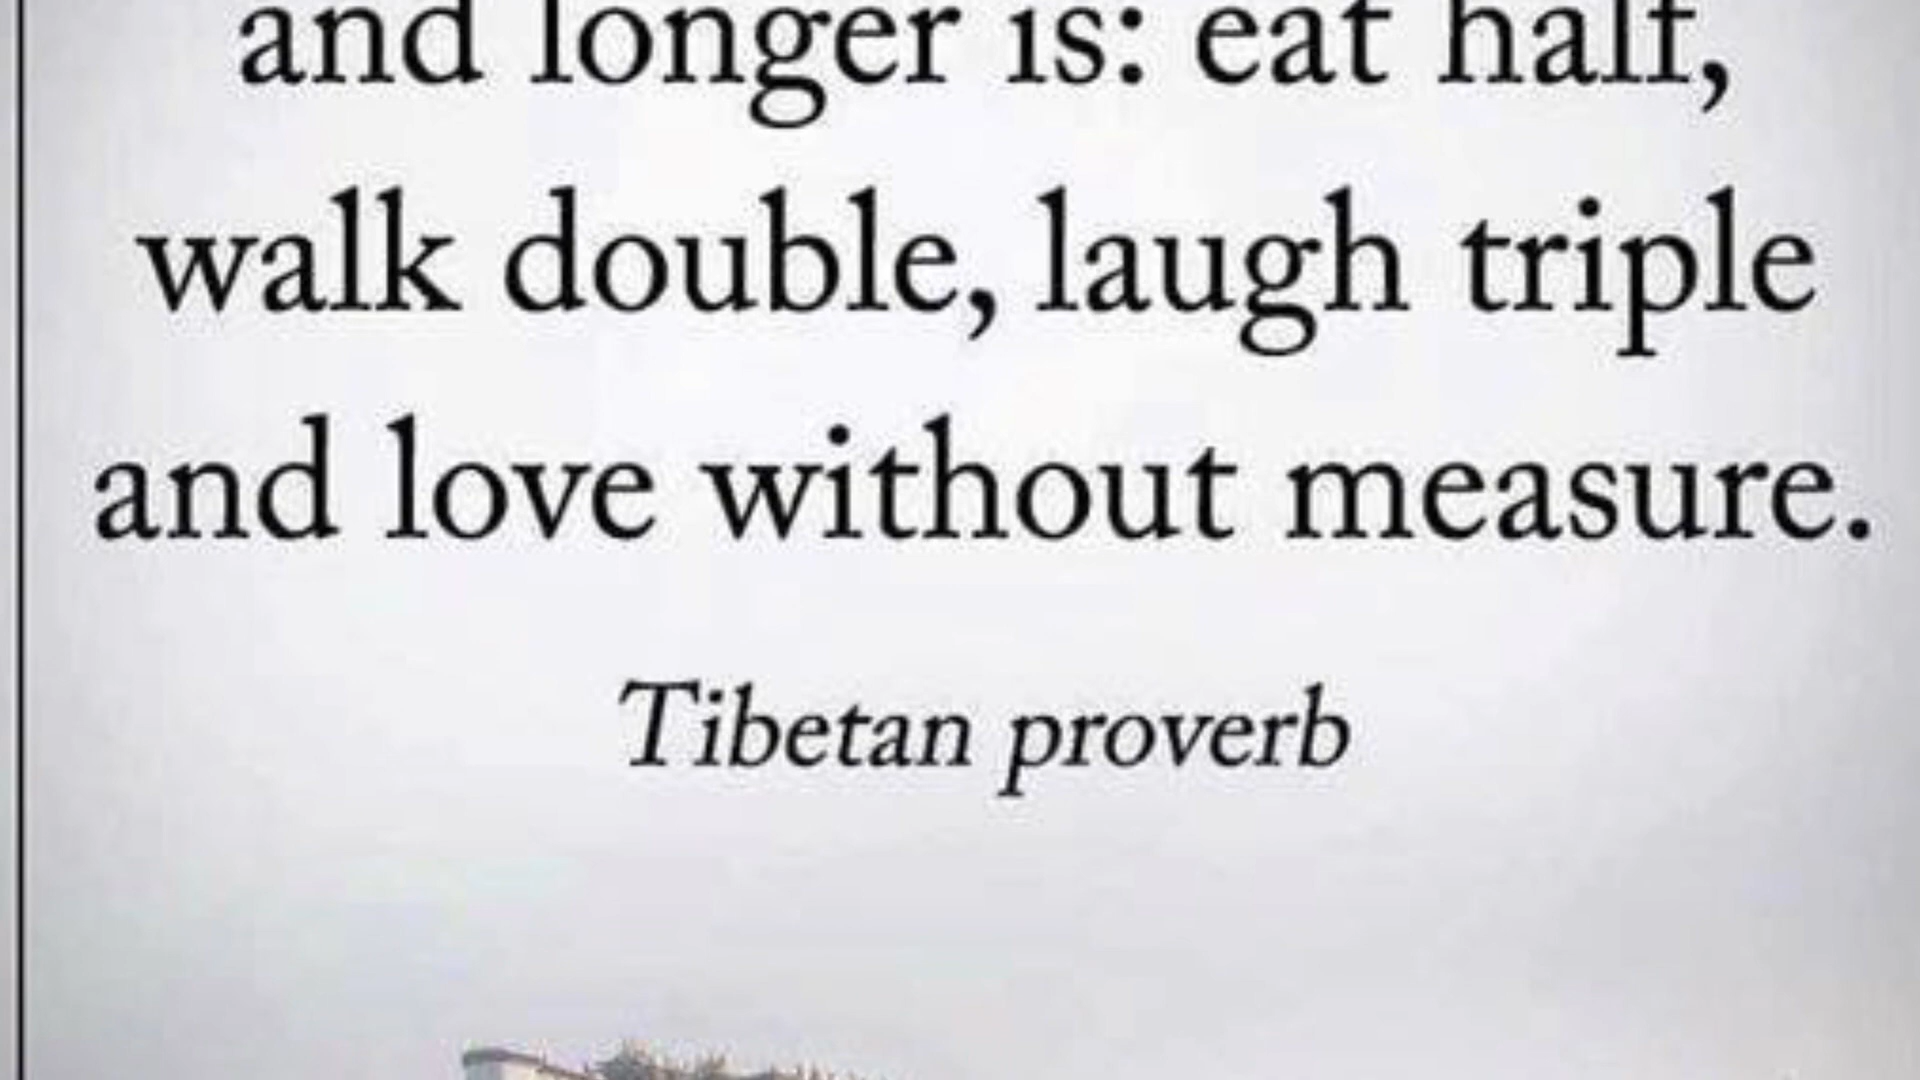 and longer is: eat half,
walk double, laugh triple
and love without measure.
Tibetan proverb